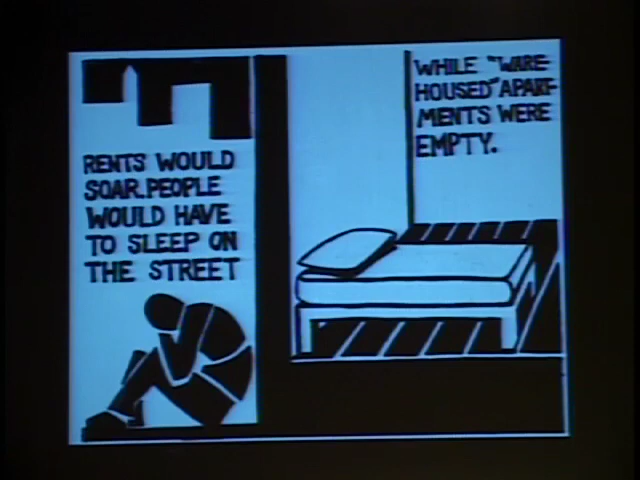 RENTS WOULD
SOAR.PEOPLE
WOULD HAVE
TO SLEEP ON
THE STREET
WHILE "WARE-
HOUSED" APART-
MENTS WERE
EMPTY.